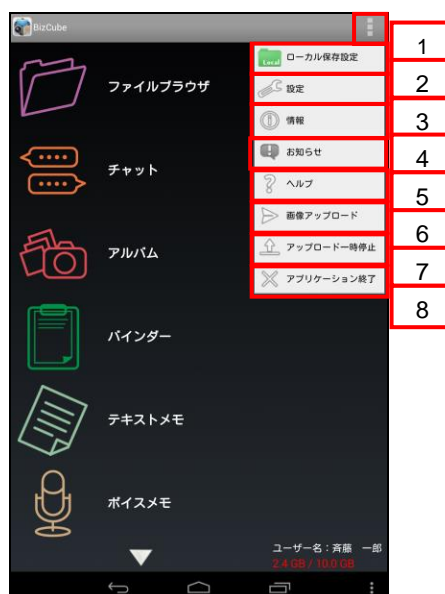 BizCube
1
ローカル保存設定
2
設定
3
情報
4
お知らせ
5
ヘルプ
6
画像アップロード
7
アップロード一時停止
8
アプリケーション終了
Local
ファイルブラウザ
チャット
アルバム
バインダー
テキストメモ
ボイスメモ
ユーザー名：斉藤 一郎
2.4 GB / 10.0 GB